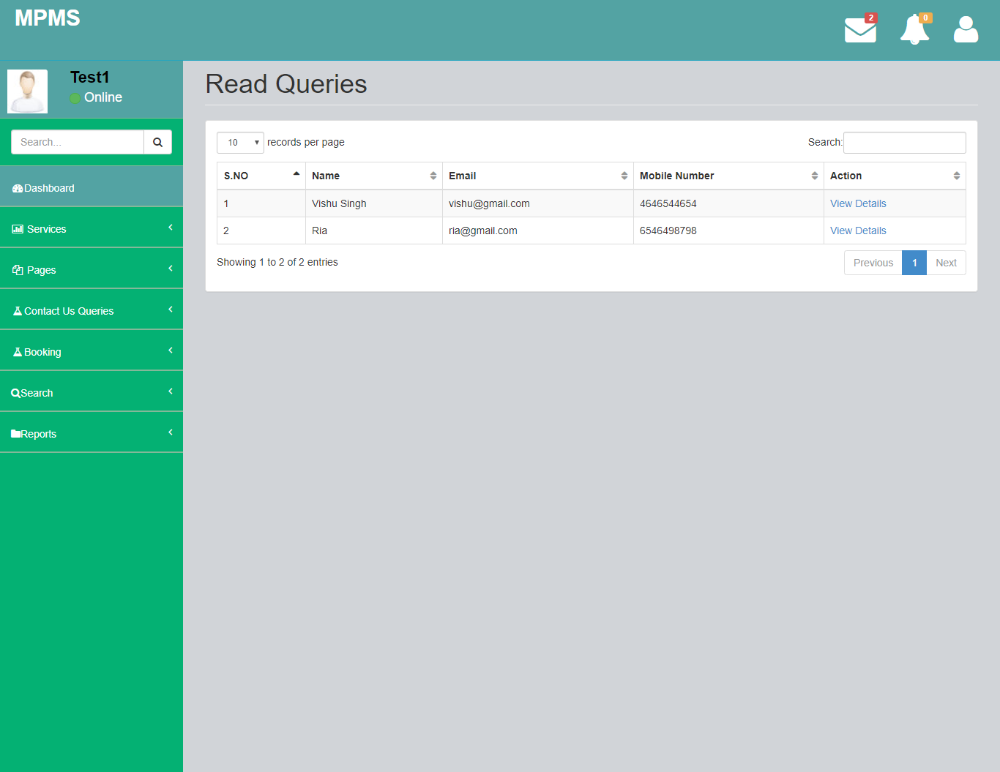 MPMS
2
0
Test1
Online
Search...
Dashboard
Services
Pages
Contact Us Queries
Booking
Search
Reports
Read Queries
10 records per page Search:
S.NO Name Email Mobile Number Action
1 Vishu Singh vishu@gmail.com 4646544654 View Details
2 Ria ria@gmail.com 6546498798 View Details
Showing 1 to 2 of 2 entries Previous 1 Next